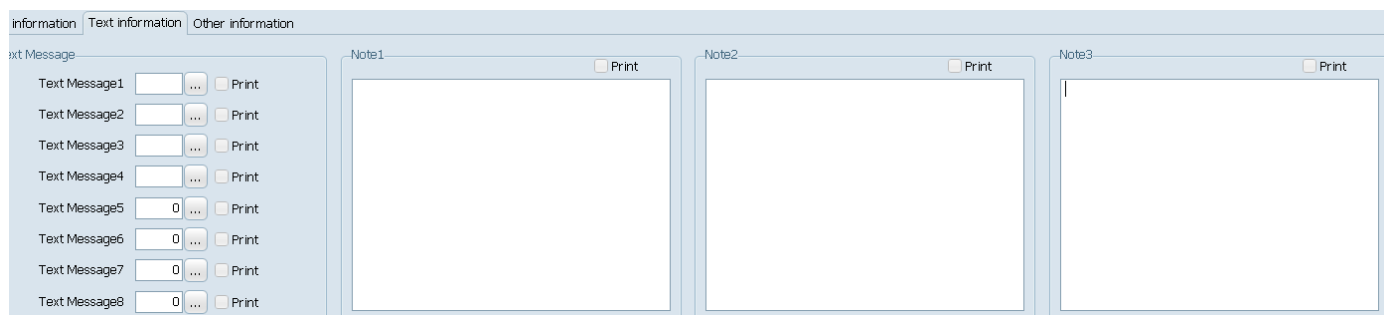 information Text information Other information
ext Message
Text Message1 ... Print
Text Message2 ... Print
Text Message3 ... Print
Text Message4 ... Print
Text Message5 0 ... Print
Text Message6 0 ... Print
Text Message7 0 ... Print
Text Message8 0 ... Print
Note1
Print
Note2
Print
Note3
Print